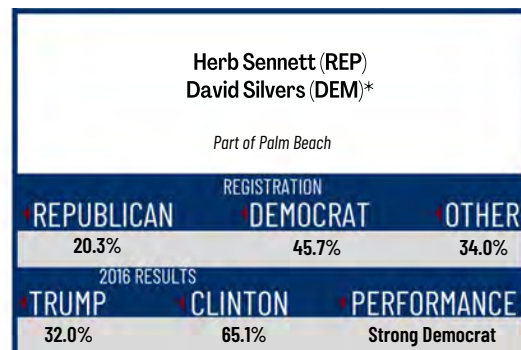 Herb Sennett (REP)
David Silvers (DEM)*
Part of Palm Beach
REGISTRATION
REPUBLICAN DEMOCRAT OTHER
20.3% 45.7% 34.0%
2016 RESULTS
TRUMP CLINTON PERFORMANCE
32.0% 65.1% Strong Democrat